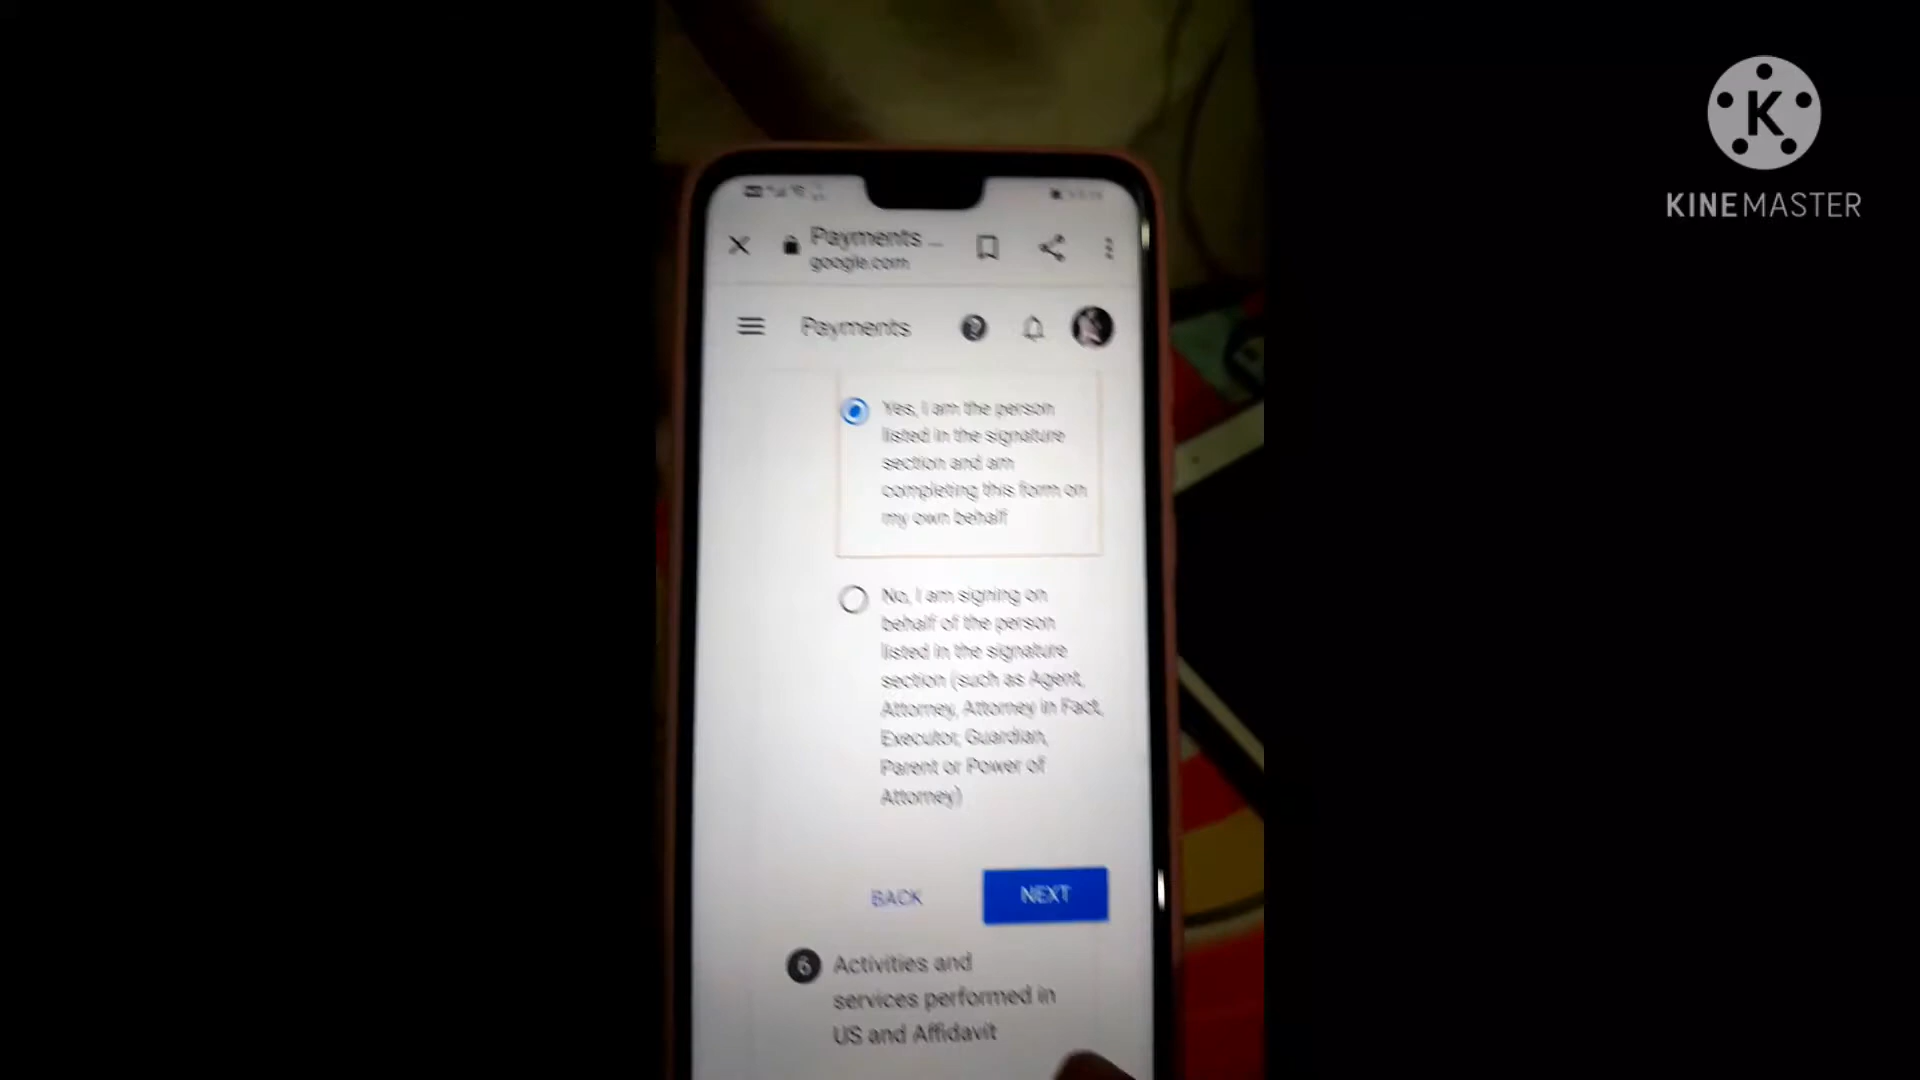 K
KINEMASTER
Payments ...
google.com
Payments
Yes, I am the person
listed in the signature
section and am
completing this form on
my own behalf
No, I am signing on
behalf of the person
listed in the signature
section (such as Agent,
Attorney, Attorney in Fact,
Executor, Guardian,
Parent or Power of
Attorney)
BACK
NEXT
6 Activities and
services performed in
US and Affidavit